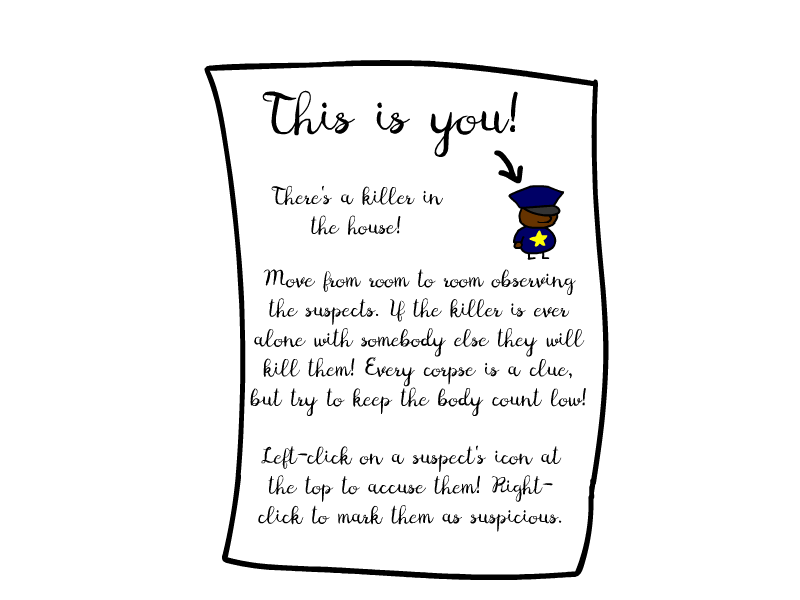 This is you!
There's a killer in
the house!
Move from room to room observing
the suspects. If the killer is ever
alone with somebody else they will
kill them! Every corpse is a clue,
but try to keep the body count low!
Left-click on a suspect's icon at
the top to accuse them! Right-
click to mark them as suspicious.